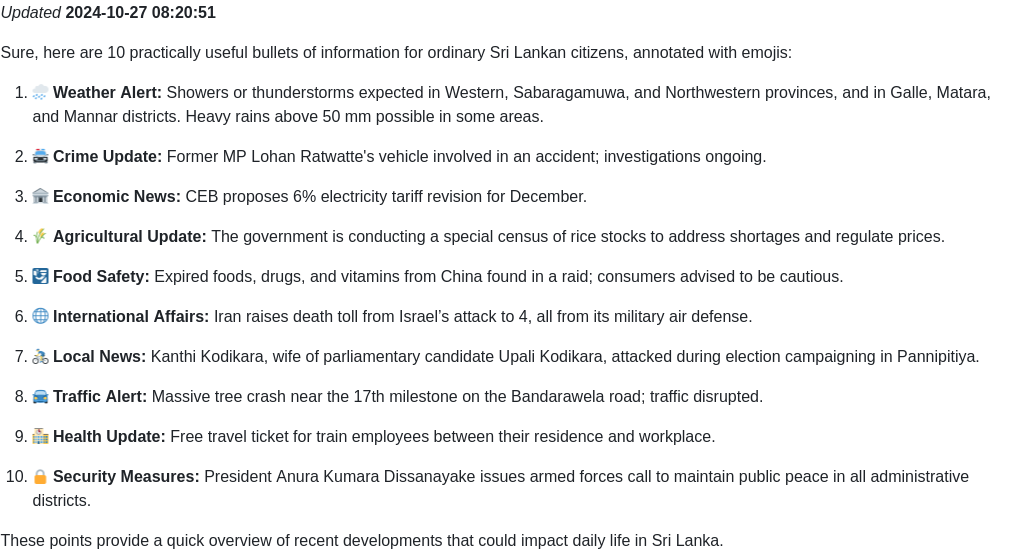 Updated 2024-10-27 08:20:51
Sure, here are 10 practically useful bullets of information for ordinary Sri Lankan citizens, annotated with emojis:
1. 🌧️ Weather Alert: Showers or thunderstorms expected in Western, Sabaragamuwa, and Northwestern provinces, and in Galle, Matara,
and Mannar districts. Heavy rains above 50 mm possible in some areas.
2. 🚔 Crime Update: Former MP Lohan Ratwatte's vehicle involved in an accident; investigations ongoing.
3. 🏛️ Economic News: CEB proposes 6% electricity tariff revision for December.
4. 🌾 Agricultural Update: The government is conducting a special census of rice stocks to address shortages and regulate prices.
5. 🛃 Food Safety: Expired foods, drugs, and vitamins from China found in a raid; consumers advised to be cautious.
6. 🌐 International Affairs: Iran raises death toll from Israel’s attack to 4, all from its military air defense.
7. 🚴 Local News: Kanthi Kodikara, wife of parliamentary candidate Upali Kodikara, attacked during election campaigning in Pannipitiya.
8. 🚘 Traffic Alert: Massive tree crash near the 17th milestone on the Bandarawela road; traffic disrupted.
9. 🏥 Health Update: Free travel ticket for train employees between their residence and workplace.
10. 🔒 Security Measures: President Anura Kumara Dissanayake issues armed forces call to maintain public peace in all administrative
districts.
These points provide a quick overview of recent developments that could impact daily life in Sri Lanka.